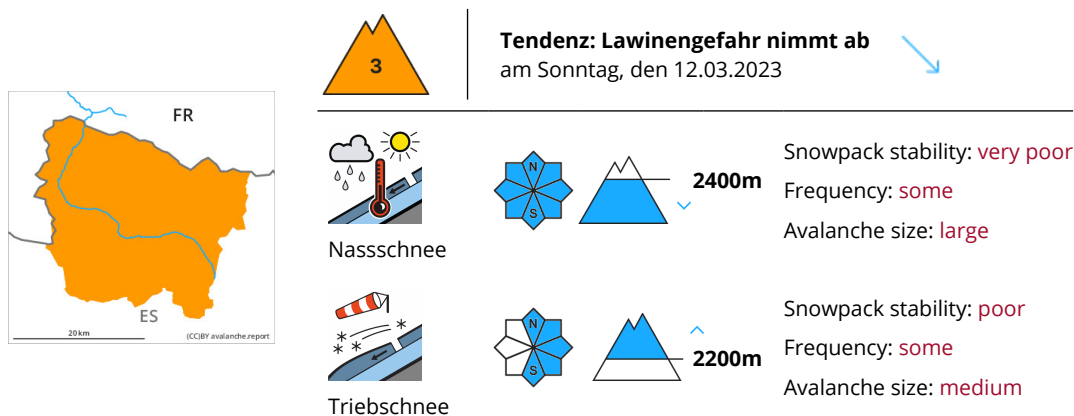 FR
ES
20 km
(CC)BY avalanche.report
3
Tendenz: Lawinengefahr nimmt ab
am Sonntag, den 12.03.2023
Nassschnee
N
S
2400m
Snowpack stability: very poor
Frequency: some
Avalanche size: large
Triebschnee
N
S
2200m
Snowpack stability: poor
Frequency: some
Avalanche size: medium